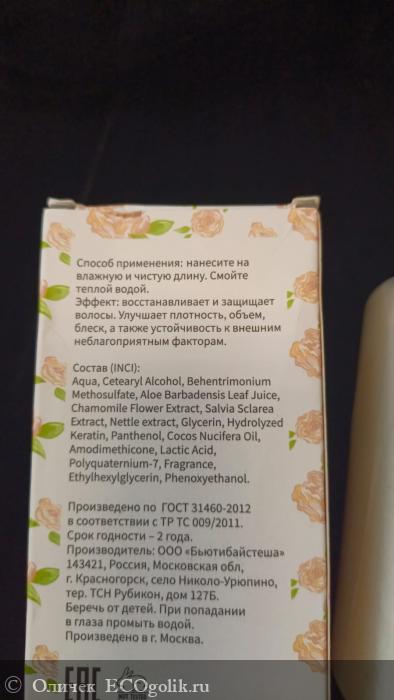 Способ применения: нанесите на
влажную и чистую длину. Смойте
теплой водой.
Эффект: восстанавливает и защищает
волосы. Улучшает плотность, объем,
блеск, а также устойчивость к внешним
неблагоприятным факторам.
Состав (INCI):
Aqua, Cetearyl Alcohol, Behentrimonium
Methosulfate, Aloe Barbadensis Leaf Juice,
Chamomile Flower Extract, Salvia Sclarea
Extract, Nettle extract, Glycerin, Hydrolyzed
Keratin, Panthenol, Cocos Nucifera Oil,
Amodimethicone, Lactic Acid,
Polyquaternium-7, Fragrance,
Ethylhexylglycerin, Phenoxyethanol.
Произведено по ГОСТ 31460-2012
в соответствии с ТР ТС 009/2011.
Срок годности – 2 года.
Производитель: ООО «Бьютибайстеша»
143421, Россия, Московская обл,
г. Красногорск, село Николо-Урюпино,
тер. ТСН Рубикон, дом 127Б.
Беречь от детей. При попадании
в глаза промыть водой.
Произведено в г. Москва.
EAC
NOT TESTED
© Оличек ECOgolik.ru